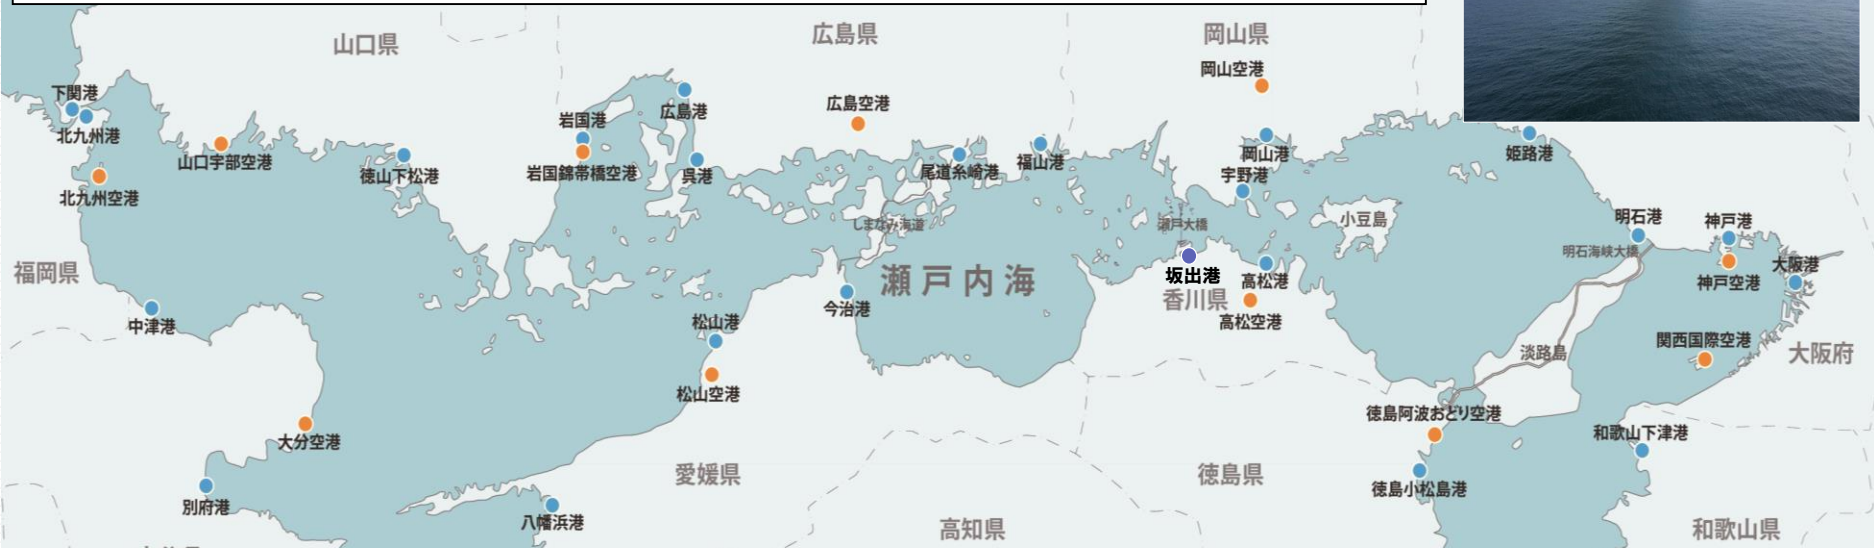 山口県
広島県
岡山県
岡山空港
下関港
北九州港
山口宇部空港
北九州空港
徳山下松港
岩国港
岩国錦帯橋空港
広島港
呉港
広島空港
尾道糸崎港
福山港
岡山港
宇野港
姫路港
しまなみ海道
瀬戸大橋
小豆島
明石港
神戸港
明石海峡大橋
神戸空港
大阪港
福岡県
瀬戸内海
坂出港
高松港
香川県
高松空港
今治港
中津港
松山港
松山空港
関西国際空港
大阪府
淡路島
徳島阿波おどり空港
和歌山下津港
大分空港
愛媛県
徳島県
徳島小松島港
別府港
八幡浜港
高知県
和歌山県